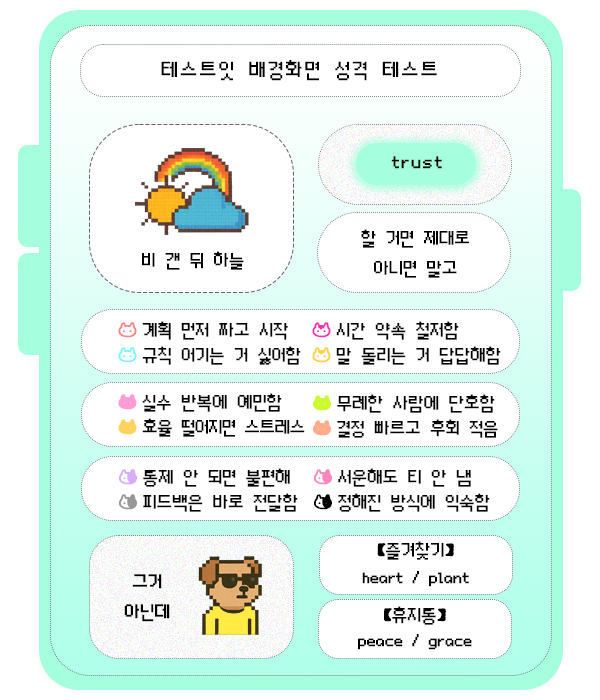 테스트잇 배경화면 성격 테스트
비 갠 뒤 하늘
trust
할 거면 제대로
아니면 말고
계획 먼저 짜고 시작
시간 약속 철저함
규칙 어기는 거 싫어함
말 돌리는 거 답답해함
실수 반복에 예민함
무례한 사람에 단호함
효율 떨어지면 스트레스
결정 빠르고 후회 적음
통제 안 되면 불편해
서운해도 티 안 냄
피드백은 바로 전달함
정해진 방식에 익숙함
그거
아닌데
【즐겨찾기】
heart / plant
【휴지통】
peace / grace